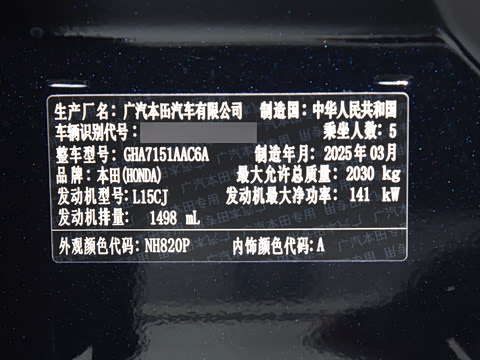 生产厂名：广汽本田汽车有限公司 制造国：中华人民共和国
车辆识别代号： 乘坐人数：5
整车型号：GHA7151AAC6A 制造年月：2025年03月
品牌：本田(HONDA) 最大允许总质量：2030 kg
发动机型号：L15CJ 发动机最大净功率：141 kW
发动机排量：1498 mL
外观颜色代码：NH820P 内饰颜色代码：A